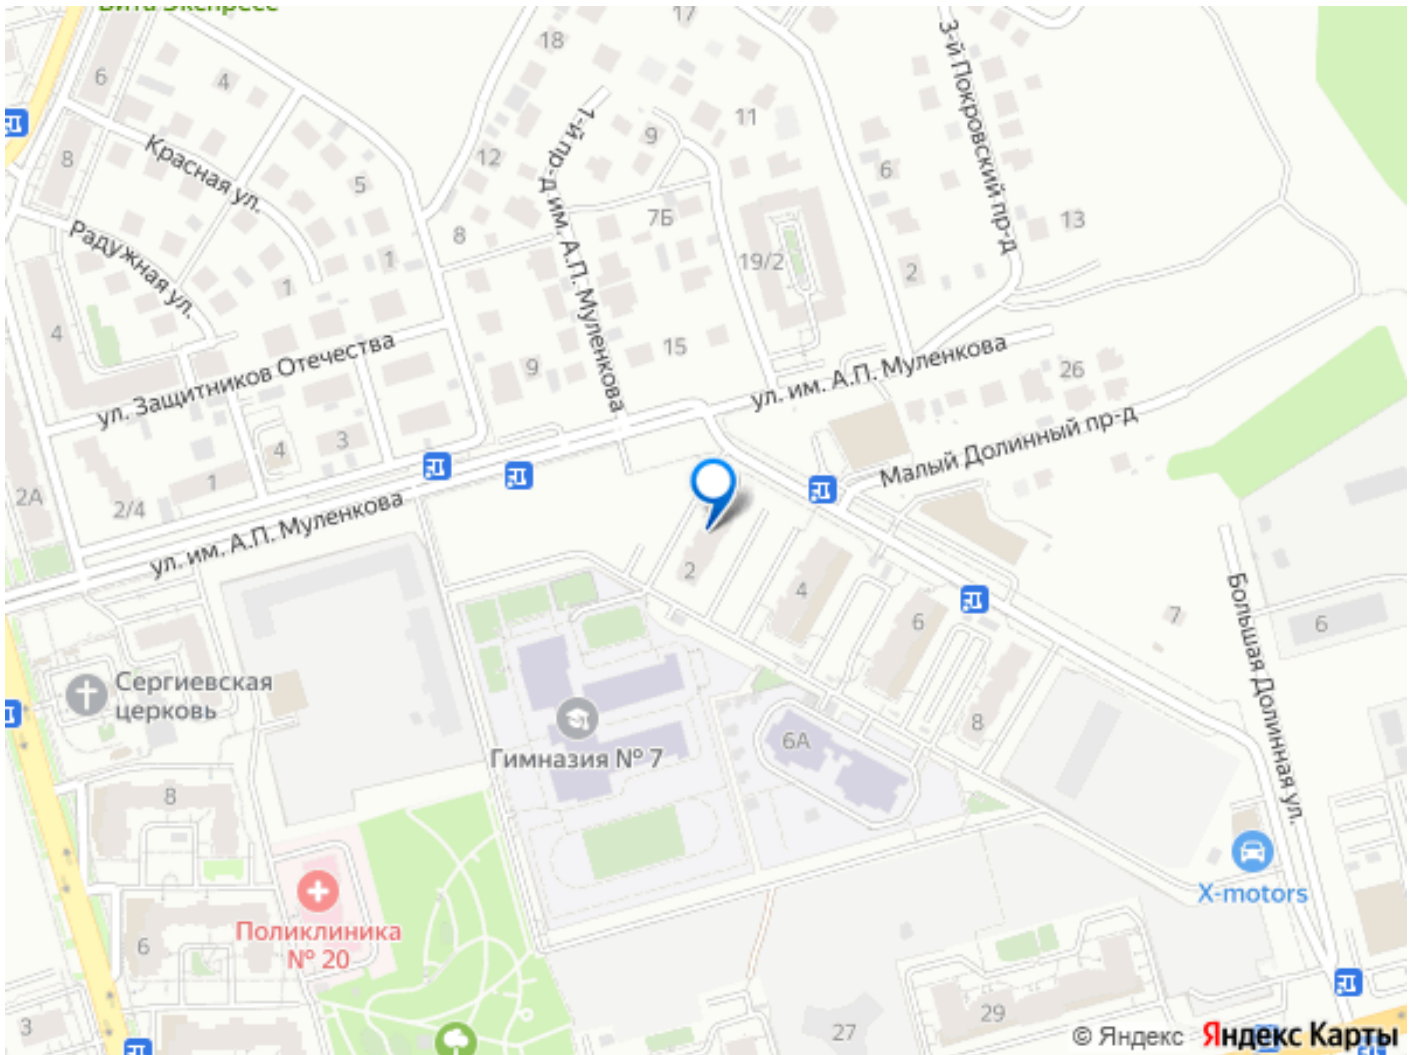 Вита Экспресс
17
18
3-й Покровский пр-д
6
4
1-й пр-д им. А.П. Муленкова
11
9
8
Красная ул.
12
5
6
7Б
13
Радужная ул.
8
1
19/2
2
1
4
15
9
ул. Защитников Отечества
ул. им. А.П. Муленкова
26
Малый Долинный пр-д
4
3
1
2А
2/4
ул. им. А.П. Муленкова
2
4
6
7
6
Большая Долинная ул.
Сергиевская
церковь
8
6А
Гимназия № 7
8
X-motors
Поликлиника
№ 20
6
3
27
29
© Яндекс Яндекс Карты